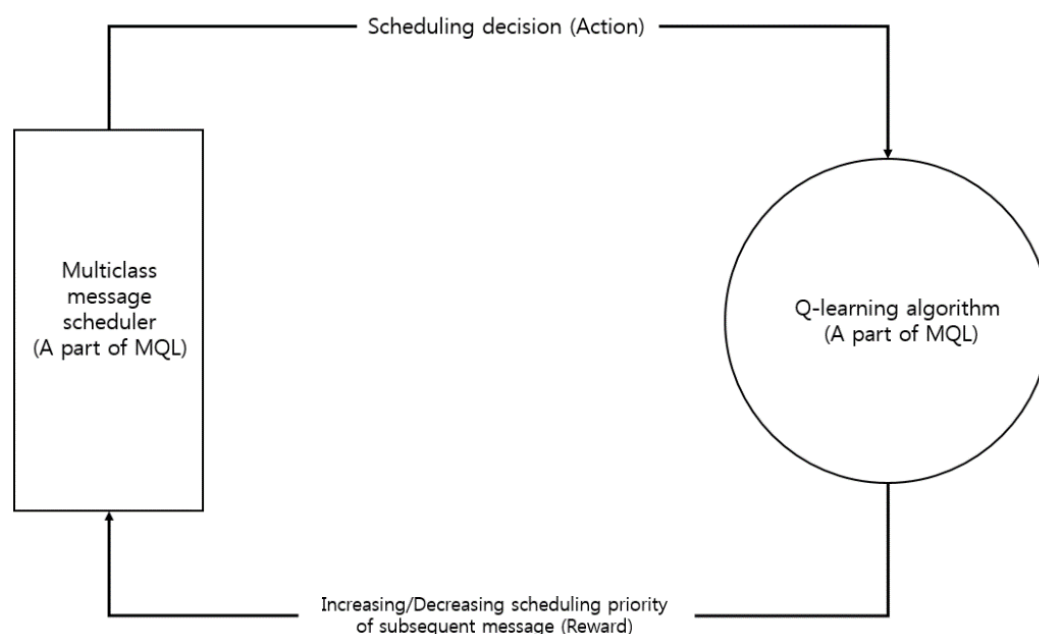 Scheduling decision (Action)
Multiclass
message
scheduler
(A part of MQL)
Q-learning algorithm
(A part of MQL)
Increasing/Decreasing scheduling priority
of subsequent message (Reward)